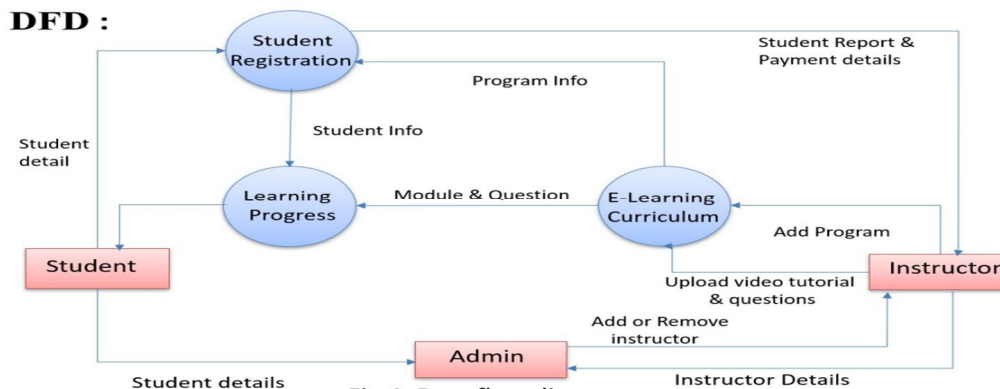 DFD :
Student
Registration
Student Report &
Payment details
Program Info
Student Info
Student
detail
Learning
Progress
Module & Question
E-Learning
Curriculum
Add Program
Student
Instructor
Upload video tutorial
& questions
Add or Remove
instructor
Admin
Student details
Instructor Details